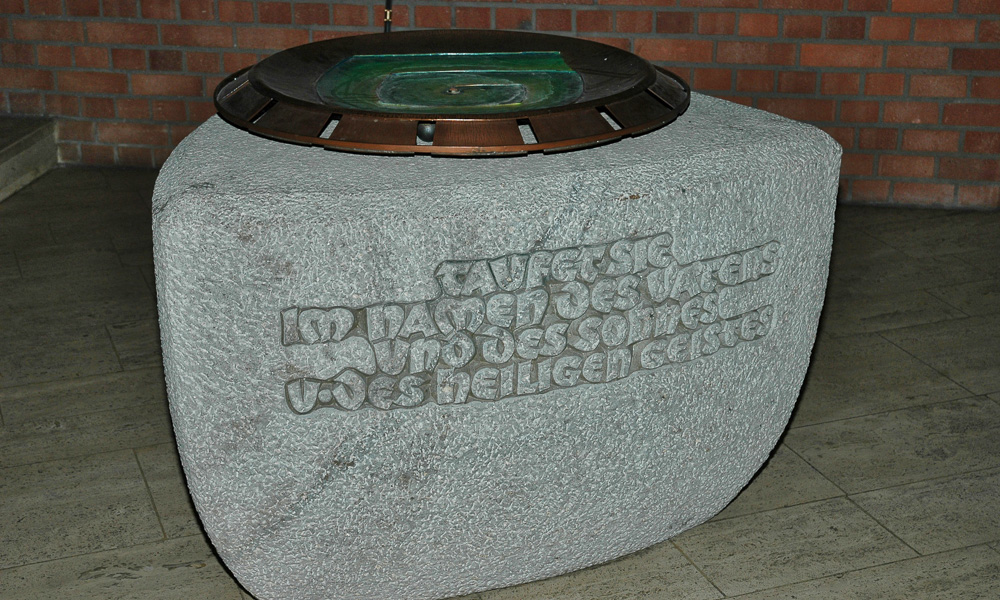 TAUFET SIE
IM NAMEN DES VATERS
UND DES SOHNES
U·DES HEILIGEN GEISTES